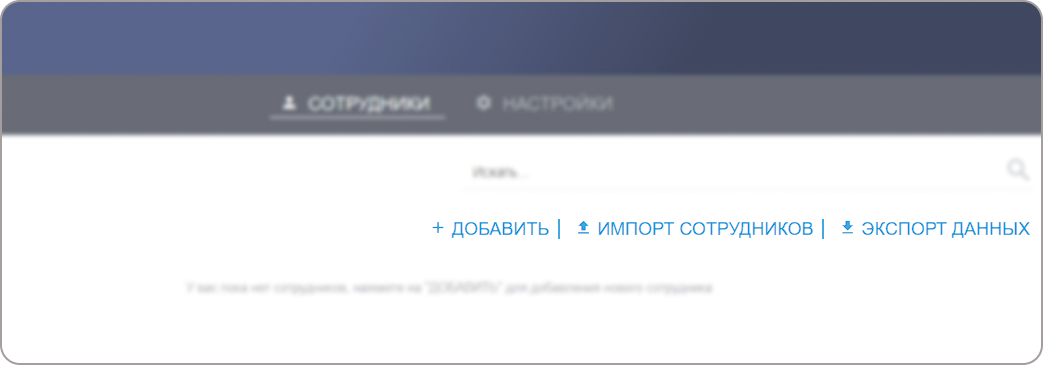 СОТРУДНИКИ НАСТРОЙКИ
Искать...
+ ДОБАВИТЬ | ИМПОРТ СОТРУДНИКОВ | ЭКСПОРТ ДАННЫХ
У вас пока нет сотрудников, нажмите на "ДОБАВИТЬ" для добавления нового сотрудника